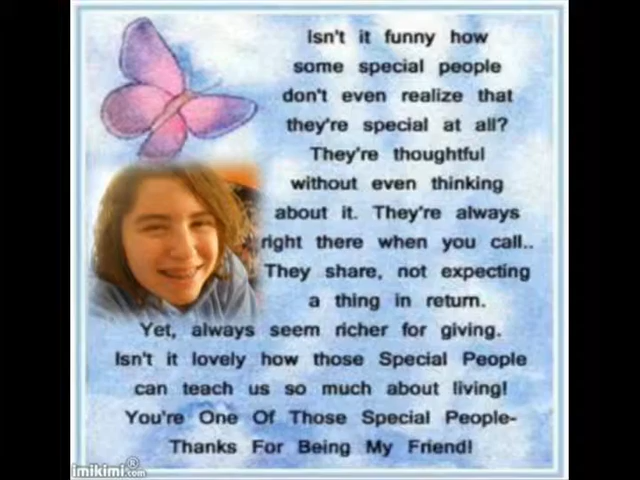 Isn't it funny how
some special people
don't even realize that
they're special at all?
They're thoughtful
without even thinking
about it. They're always
right there when you call..
They share, not expecting
a thing in return.
Yet, always seem richer for giving.
Isn't it lovely how those Special People
can teach us so much about living!
You're One Of Those Special People-
Thanks For Being My Friend!
imikimi®.com